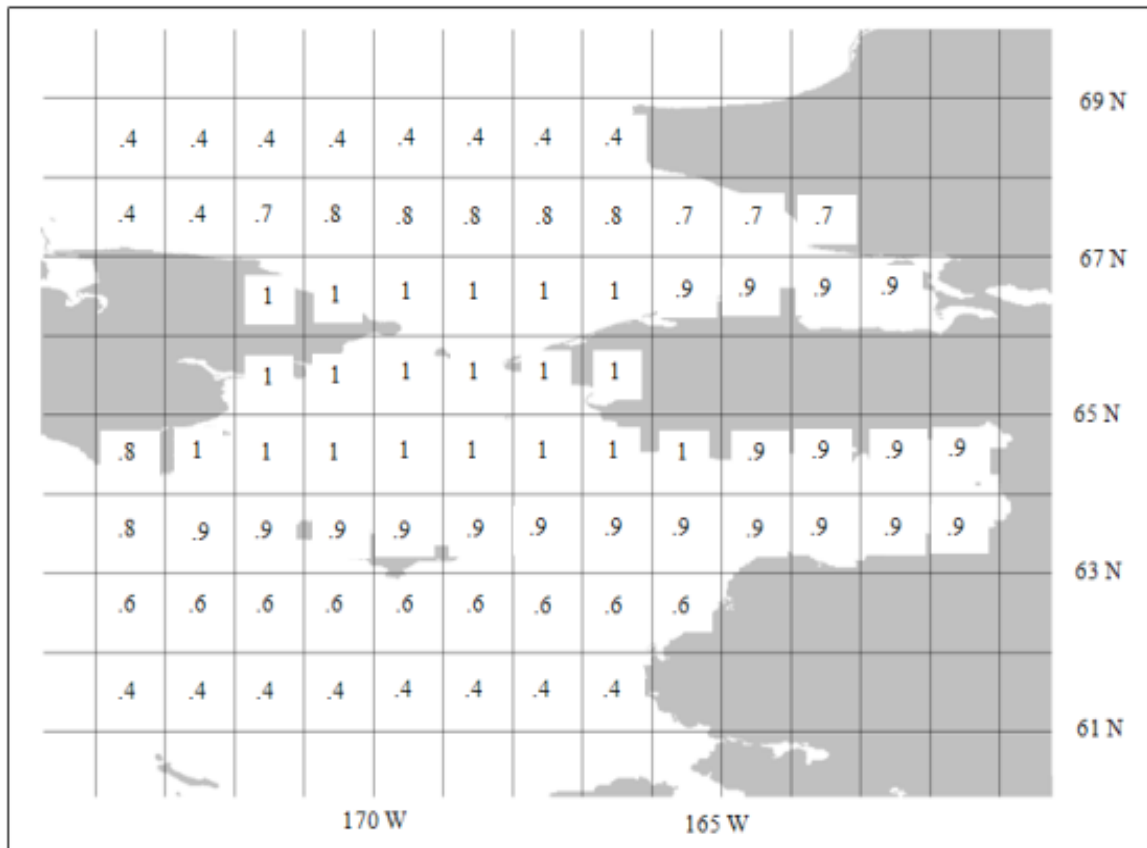 69 N
.4 .4 .4 .4 .4 .4 .4 .4
.4 .4 .7 .8 .8 .8 .8 .8 .7 .7 .7
67 N
1 1 1 1 1 1 .9 .9 .9 .9
1 1 1 1 1 1
65 N
.8 1 1 1 1 1 1 1 1 .9 .9 .9 .9
.8 .9 .9 .9 .9 .9 .9 .9 .9 .9 .9 .9 .9
63 N
.6 .6 .6 .6 .6 .6 .6 .6 .6
.4 .4 .4 .4 .4 .4 .4 .4
61 N
170 W 165 W